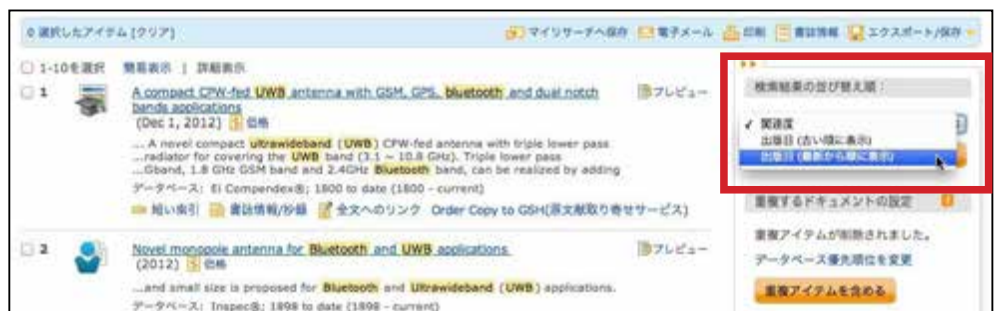 0 選択したアイテム [クリア] マイリサーチへ保存 電子メール 印刷 書誌情報 エクスポート/保存
1-10を選択 簡易表示 | 詳細表示
1 A compact CPW-fed UWB antenna with GSM, GPS, bluetooth and dual notch プレビュー
bands applications
(Dec 1, 2012) 価格
... A novel compact ultrawideband (UWB) CPW-fed antenna with triple lower pass
...radiator for covering the UWB band (3.1 ~ 10.8 GHz). Triple lower pass
...Gband, 1.8 GHz GSM band and 2.4GHz Bluetooth band, can be realized by adding
データベース: Ei Compendex®; 1800 to date (1800 - current)
短い索引 書誌情報/抄録 全文へのリンク Order Copy to GSH(原文献取り寄せサービス)
2 Novel monopole antenna for Bluetooth and UWB applications. プレビュー
(2012) 価格
...and small size is proposed for Bluetooth and Ultrawideband (UWB) applications.
データベース: Inspec®; 1898 to date (1898 - current)
検索結果の並び替え順:
✓ 関連度
出版日 (古い順に表示)
出版日 (最新から順に表示)
重複するドキュメントの設定
重複アイテムが削除されました。
データベース優先順位を変更
重複アイテムを含める